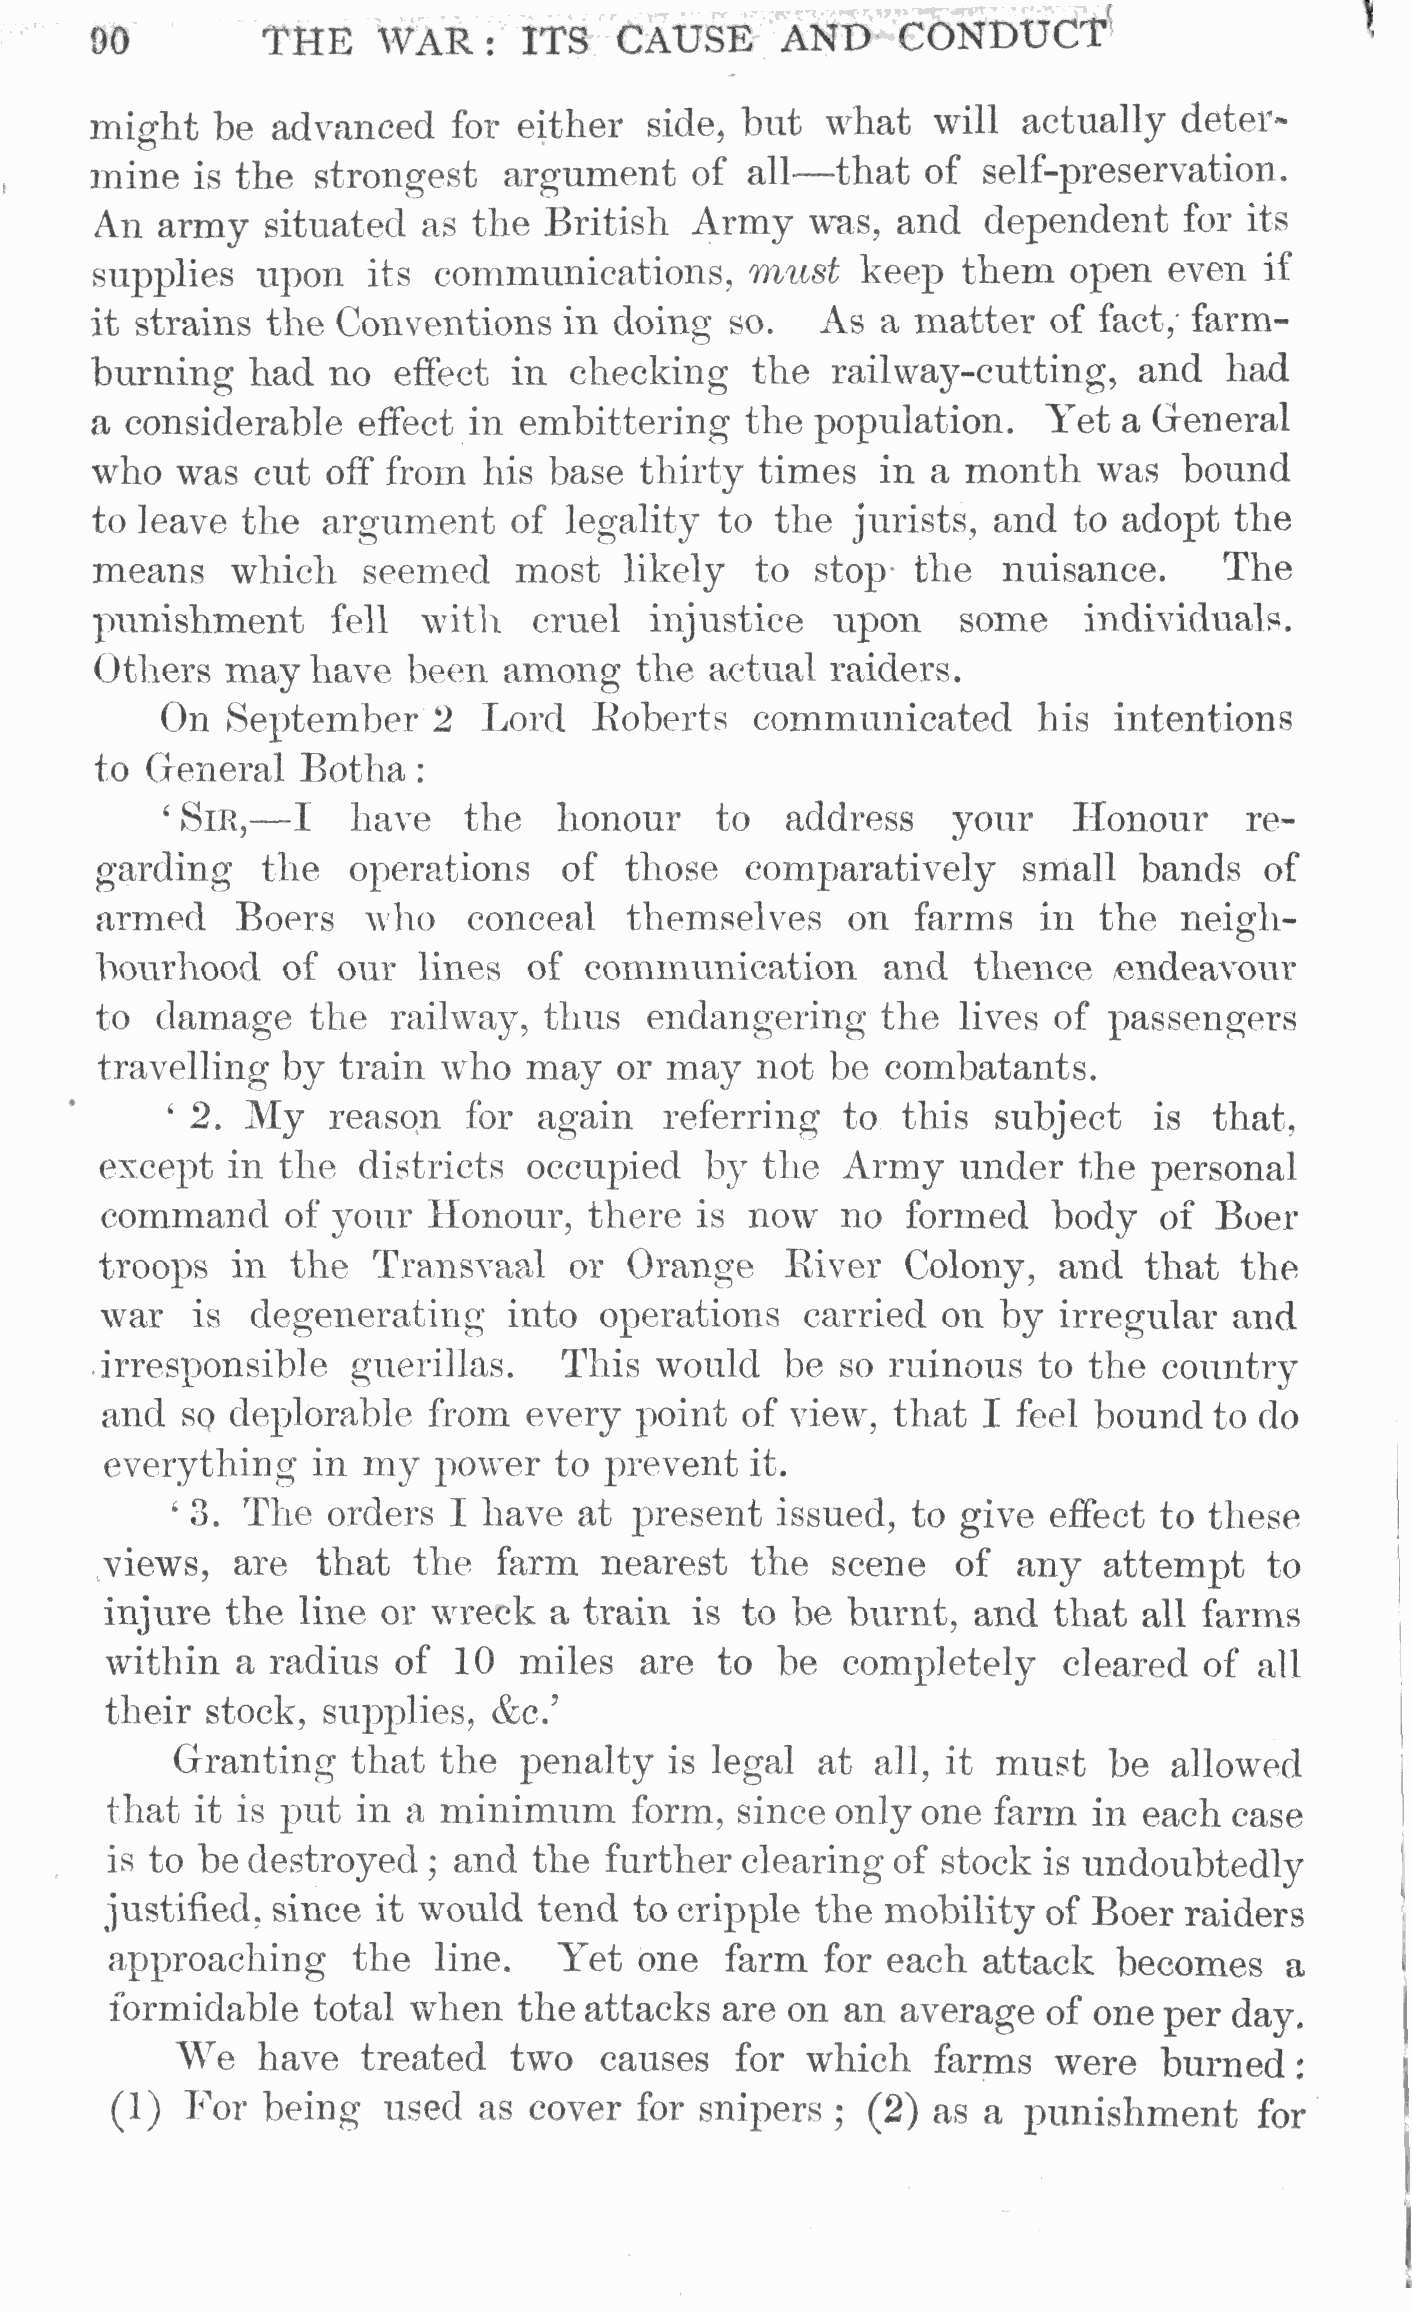 90 THE WAR: ITS CAUSE AND CONDUCT
might be advanced for either side, but what will actually deter-
mine is the strongest argument of all—that of self-preservation.
An army situated as the British Army was, and dependent for its
supplies upon its communications, must keep them open even if
it strains the Conventions in doing so. As a matter of fact, farm-
burning had no effect in checking the railway-cutting, and had
a considerable effect in embittering the population. Yet a General
who was cut off from his base thirty times in a month was bound
to leave the argument of legality to the jurists, and to adopt the
means which seemed most likely to stop the nuisance. The
punishment fell with cruel injustice upon some individuals.
Others may have been among the actual raiders.
On September 2 Lord Roberts communicated his intentions
to General Botha :
‘ SIR,—I have the honour to address your Honour re-
garding the operations of those comparatively small bands of
armed Boers who conceal themselves on farms in the neigh-
bourhood of our lines of communication and thence endeavour
to damage the railway, thus endangering the lives of passengers
travelling by train who may or may not be combatants.
‘ 2. My reason for again referring to this subject is that,
except in the districts occupied by the Army under the personal
command of your Honour, there is now no formed body of Boer
troops in the Transvaal or Orange River Colony, and that the
war is degenerating into operations carried on by irregular and
irresponsible guerillas. This would be so ruinous to the country
and so deplorable from every point of view, that I feel bound to do
everything in my power to prevent it.
‘ 3. The orders I have at present issued, to give effect to these
views, are that the farm nearest the scene of any attempt to
injure the line or wreck a train is to be burnt, and that all farms
within a radius of 10 miles are to be completely cleared of all
their stock, supplies, &c.’
Granting that the penalty is legal at all, it must be allowed
that it is put in a minimum form, since only one farm in each case
is to be destroyed ; and the further clearing of stock is undoubtedly
justified, since it would tend to cripple the mobility of Boer raiders
approaching the line. Yet one farm for each attack becomes a
formidable total when the attacks are on an average of one per day.
We have treated two causes for which farms were burned :
(1) For being used as cover for snipers ; (2) as a punishment for